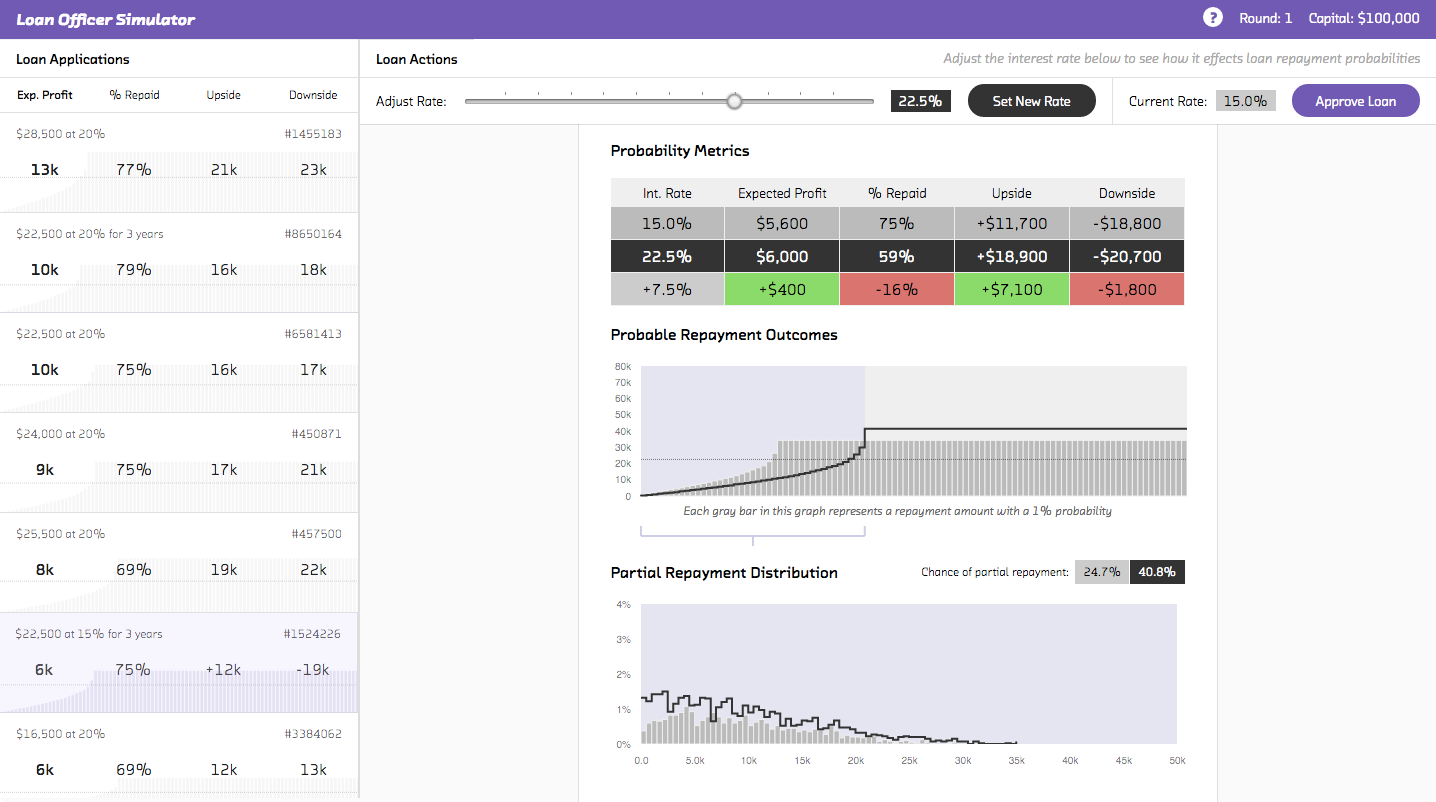 Loan Officer Simulator
? Round: 1 Capital: $100,000
Loan Applications
Exp. Profit % Repaid Upside Downside
$28,500 at 20% #1455183
13k 77% 21k 23k
$22,500 at 20% for 3 years #8650164
10k 79% 16k 18k
$22,500 at 20% #6581413
10k 75% 16k 17k
$24,000 at 20% #450871
9k 75% 17k 21k
$25,500 at 20% #457500
8k 69% 19k 22k
$22,500 at 15% for 3 years #1524226
6k 75% +12k -19k
$16,500 at 20% #3384062
6k 69% 12k 13k
Loan Actions
Adjust the interest rate below to see how it effects loan repayment probabilities
Adjust Rate: 22.5% Set New Rate Current Rate: 15.0% Approve Loan
Probability Metrics
Int. Rate Expected Profit % Repaid Upside Downside
15.0% $5,600 75% +$11,700 -$18,800
22.5% $6,000 59% +$18,900 -$20,700
+7.5% +$400 -16% +$7,100 -$1,800
Probable Repayment Outcomes
80k
70k
60k
50k
40k
30k
20k
10k
0
Each gray bar in this graph represents a repayment amount with a 1% probability
Partial Repayment Distribution
Chance of partial repayment: 24.7% 40.8%
4%
3%
2%
1%
0%
0.0 5.0k 10k 15k 20k 25k 30k 35k 40k 45k 50k